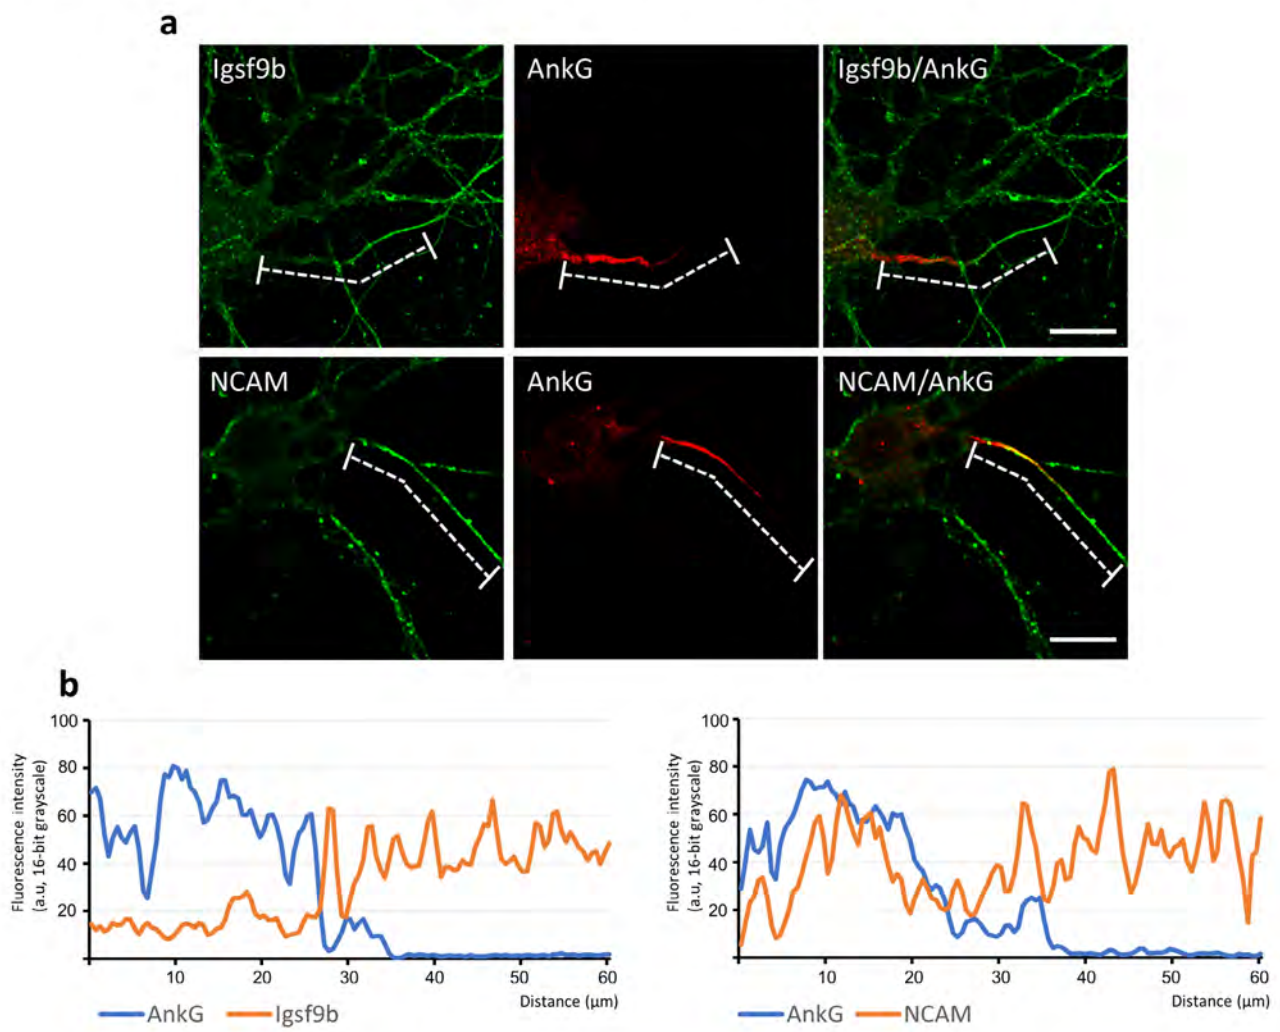 a
Igsf9b
AnkG
Igsf9b/AnkG
NCAM
AnkG
NCAM/AnkG
b
Fluorescence intensity
(a.u, 16-bit grayscale)
100
80
60
40
20
10
20
30
40
50
60
Distance (µm)
AnkG
Igsf9b
Fluorescence intensity
(a.u, 16-bit grayscale)
100
80
60
40
20
10
20
30
40
50
60
Distance (µm)
AnkG
NCAM